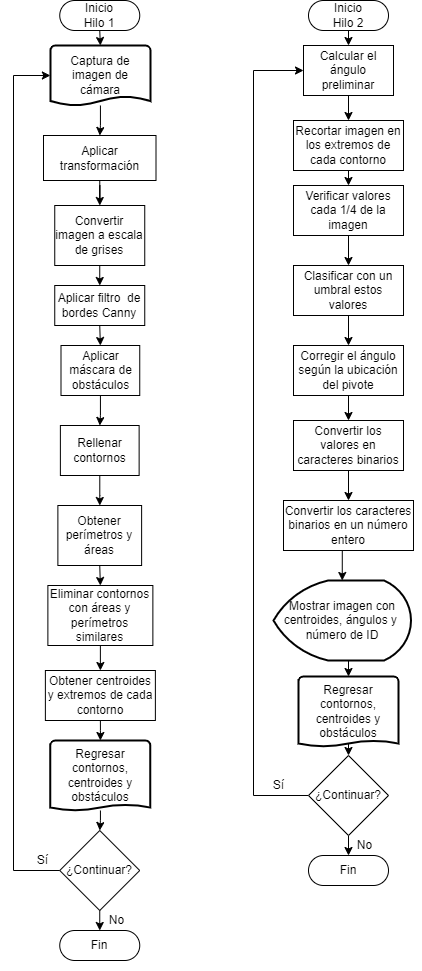 Inicio
Hilo 1
Captura de
imagen de
cámara
Aplicar
transformación
Convertir
imagen a escala
de grises
Aplicar filtro de
bordes Canny
Aplicar
máscara de
obstáculos
Rellenar
contornos
Obtener
perímetros y
áreas
Eliminar contornos
con áreas y
perímetros
similares
Obtener centroides
y extremos de cada
contorno
Regresar
contornos,
centroides y
obstáculos
Sí
¿Continuar?
No
Fin
Inicio
Hilo 2
Calcular el
ángulo
preliminar
Recortar imagen en
los extremos de
cada contorno
Verificar valores
cada 1/4 de la
imagen
Clasificar con un
umbral estos
valores
Corregir el ángulo
según la ubicación
del pivote
Convertir los
valores en
caracteres binarios
Convertir los caracteres
binarios en un número
entero
Mostrar imagen con
centroides, ángulos y
número de ID
Regresar
contornos,
centroides y
obstáculos
Sí
¿Continuar?
No
Fin